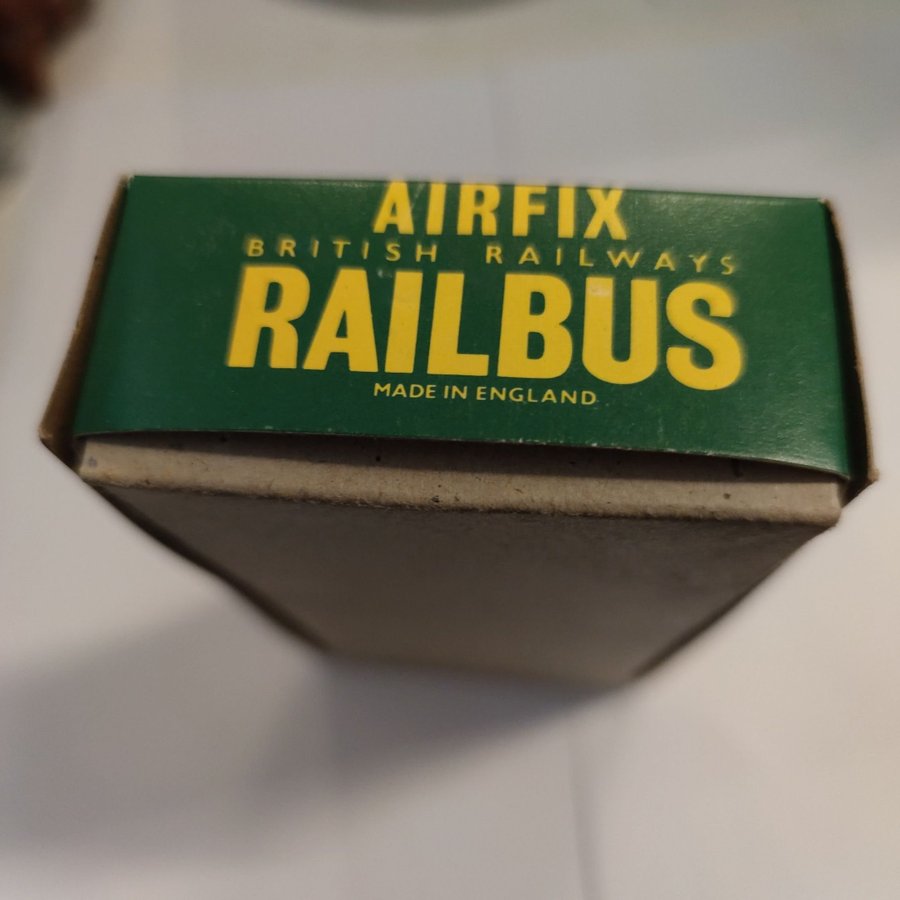 AIRFIX
BRITISH RAILWAYS
RAILBUS
MADE IN ENGLAND